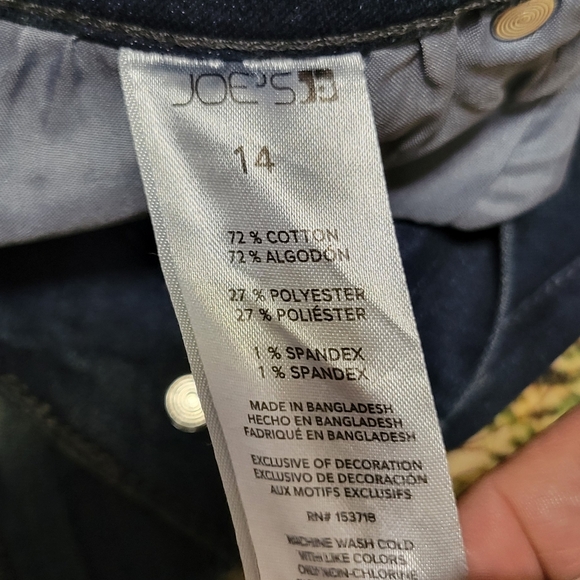 JOE'S
14
72 % COTTON
72 % ALGODON
27 % POLYESTER
27 % POLIÉSTER
1 % SPANDEX
1 % SPANDEX
MADE IN BANGLADESH
HECHO EN BANGLADESH
FABRIQUÉ EN BANGLADESH
EXCLUSIVE OF DECORATION
EXCLUSIVO DE DECORACIÓN
AUX MOTIFS EXCLUSIFS
RN# 153718
MACHINE WASH COLD
WITH LIKE COLORS
ONLY NON-CHLORINE